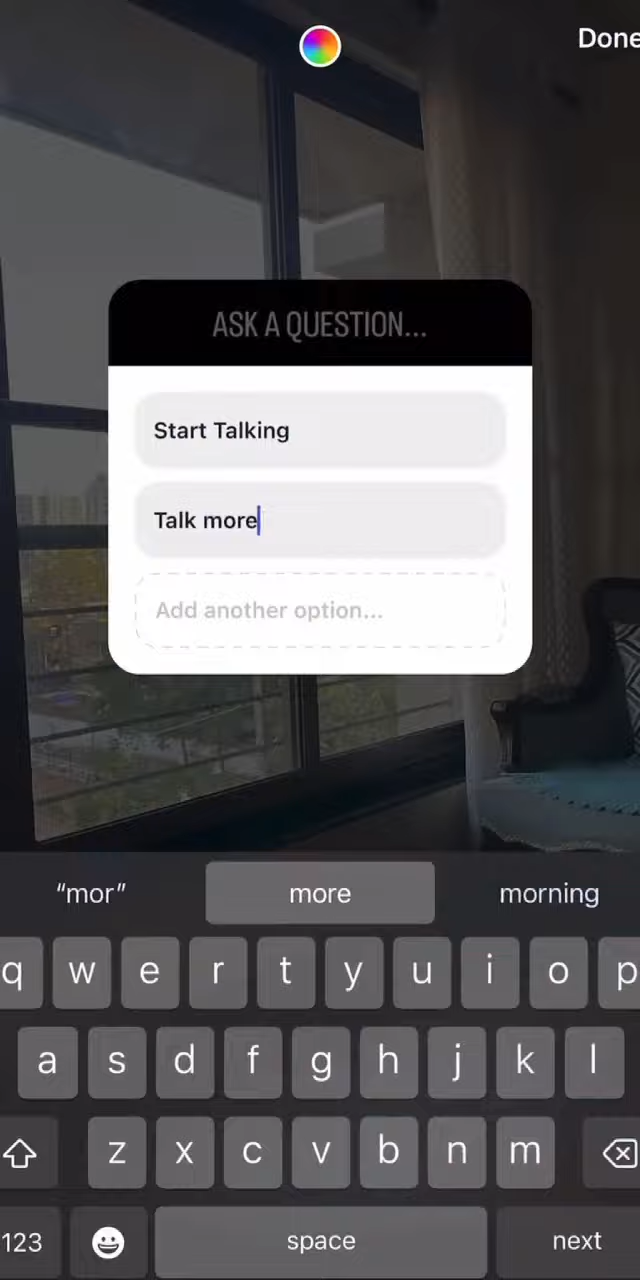 Done
ASK A QUESTION...
Start Talking
Talk more
Add another option...
“mor” more morning
q w e r t y u i o p
a s d f g h j k l
z x c v b n m
123 space next